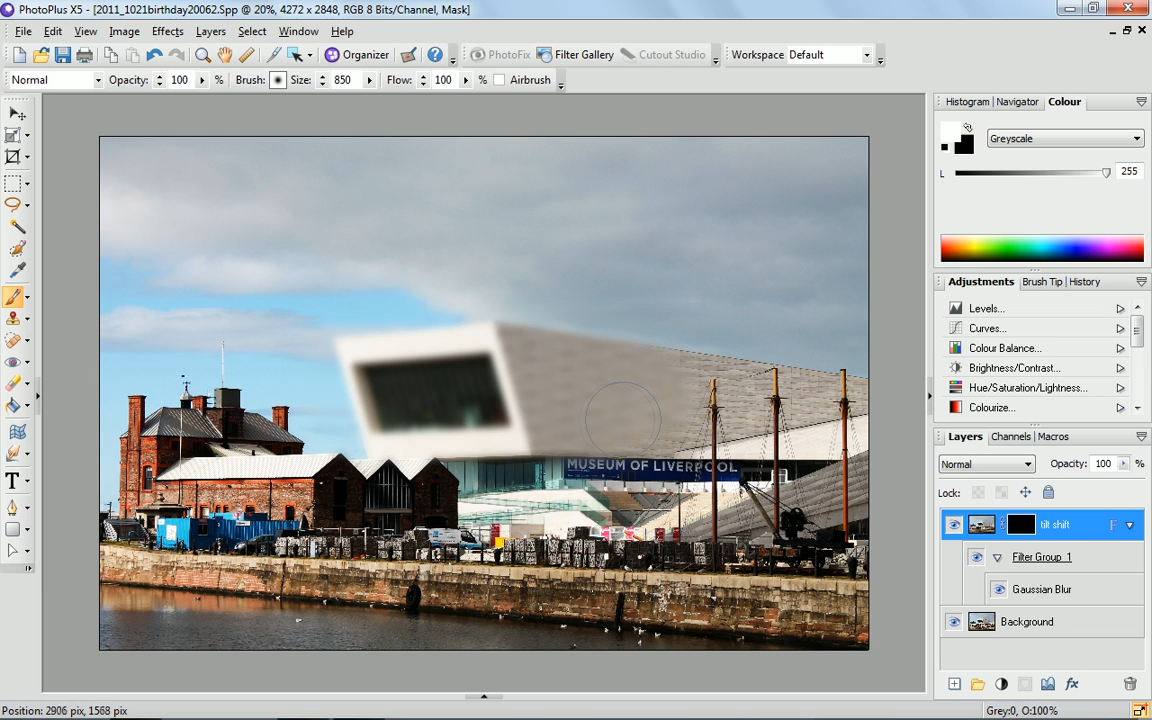 PhotoPlus X5 - [2011_1021birthday20062.Spp @ 20%, 4272 x 2848, RGB 8 Bits/Channel, Mask]
File Edit View Image Effects Layers Select Window Help
Organizer PhotoFix Filter Gallery Cutout Studio Workspace Default
Normal Opacity: 100 % Brush: Size: 850 Flow: 100 % Airbrush
Histogram Navigator Colour
Greyscale
L 255
Adjustments Brush Tip History
Levels...
Curves...
Colour Balance...
Brightness/Contrast...
Hue/Saturation/Lightness...
Colourize...
MUSEUM OF LIVERPOOL
Layers Channels Macros
Normal Opacity: 100 %
Lock:
tilt shift F
Filter Group 1
Gaussian Blur
Background
T
fx
Position: 2906 pix, 1568 pix Grey:0, O:100%